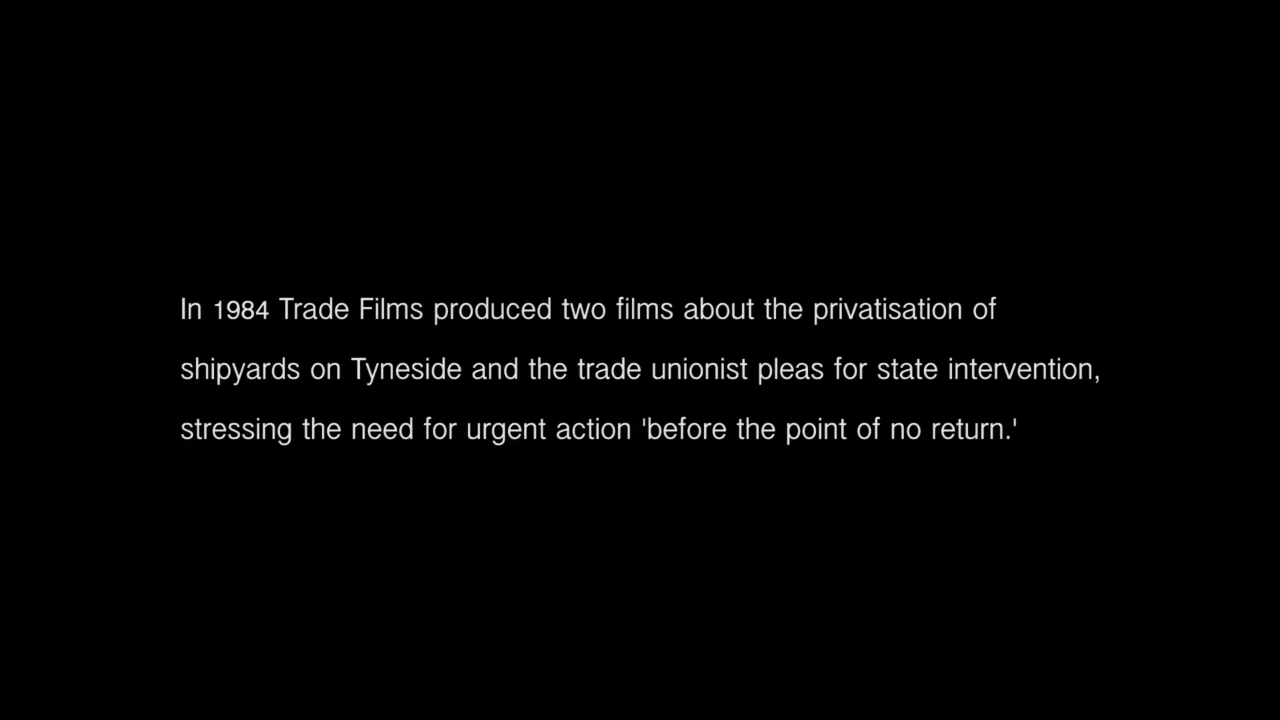 In 1984 Trade Films produced two films about the privatisation of
shipyards on Tyneside and the trade unionist pleas for state intervention,
stressing the need for urgent action 'before the point of no return.'